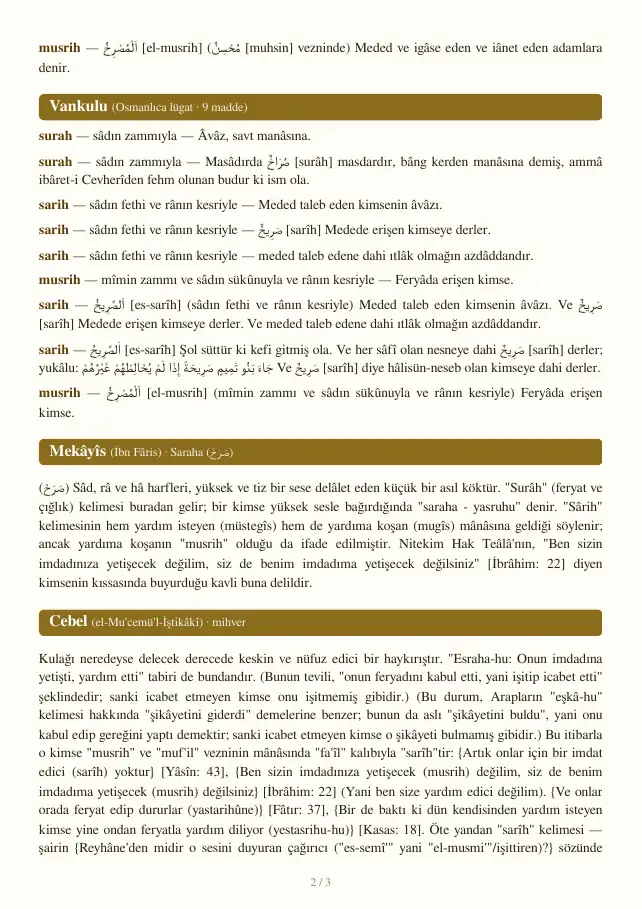 musrih — اَلْمُصْرِخُ [el-musrih] (مُحْسِنٌ [muhsin] vezninde) Meded ve igâse eden ve iânet eden adamlara
denir.
Vankulu (Osmanlıca lügat · 9 madde)
surah — sâdın zammıyla — Âvâz, savt manâsına.
surah — sâdın zammıyla — Masâdırda صُرَاخٌ [surâh] masdardır, bâng kerden manâsına demiş, ammâ
ibâret-i Cevherîden fehm olunan budur ki ism ola.
sarih — sâdın fethi ve rânın kesriyle — Meded taleb eden kimsenin âvâzı.
sarih — sâdın fethi ve rânın kesriyle — صَرِيخٌ [sarîh] Medede erişen kimseye derler.
sarih — sâdın fethi ve rânın kesriyle — meded taleb edene dahi ıtlâk olmağın azdâddandır.
musrih — mîmin zammı ve sâdın sükûnuyla ve rânın kesriyle — Feryâda erişen kimse.
sarih — اَلصَّرِيخُ [es-sarîh] (sâdın fethi ve rânın kesriyle) Meded taleb eden kimsenin âvâzı. Ve صَرِيخٌ
[sarîh] Medede erişen kimseye derler. Ve meded taleb edene dahi ıtlâk olmağın azdâddandır.
sarih — اَلصَّرِيحُ [es-sarîh] Şol süttür ki kefi gitmiş ola. Ve her sâfî olan nesneye dahi صَرِيحٌ [sarîh] derler;
yukâlu: جَاءَ بَنُو تَمِيمٍ صَرِيحَةً إِذَا لَمْ يُخَالِطْهُمْ غَيْرُهُمْ Ve صَرِيحٌ [sarîh] diye hâlisün-neseb olan kimseye dahi derler.
musrih — اَلْمُصْرِخُ [el-musrih] (mîmin zammı ve sâdın sükûnuyla ve rânın kesriyle) Feryâda erişen
kimse.
Mekâyîs (İbn Fâris) · Saraha (صَرَخَ)
(صَرَخَ) Sâd, râ ve hâ harfleri, yüksek ve tiz bir sese delâlet eden küçük bir asıl köktür. "Surâh" (feryat ve
çığlık) kelimesi buradan gelir; bir kimse yüksek sesle bağırdığında "saraha - yasruhu" denir. "Sârih"
kelimesinin hem yardım isteyen (müstegîs) hem de yardıma koşan (mugîs) mânâsına geldiği söylenir;
ancak yardıma koşanın "musrih" olduğu da ifade edilmiştir. Nitekim Hak Teâlâ'nın, "Ben sizin
imdadınıza yetişecek değilim, siz de benim imdadıma yetişecek değilsiniz" [İbrâhim: 22] diyen
kimsenin kıssasında buyurduğu kavli buna delildir.
Cebel (el-Mu'cemü'l-İştikâkî) · mihver
Kulağı neredeyse delecek derecede keskin ve nüfuz edici bir haykırıştır. "Esraha-hu: Onun imdadına
yetişti, yardım etti" tabiri de bundandır. (Bunun tevili, "onun feryadını kabul etti, yani işitip icabet etti"
şeklindedir; sanki icabet etmeyen kimse onu işitmemiş gibidir.) (Bu durum, Arapların "eşkâ-hu"
kelimesi hakkında "şikâyetini giderdi" demelerine benzer; bunun da aslı "şikâyetini buldu", yani onu
kabul edip gereğini yaptı demektir; sanki icabet etmeyen kimse o şikâyeti bulmamış gibidir.) Bu itibarla
o kimse "musrih" ve "muf'il" vezninin mânâsında "fa'îl" kalıbıyla "sarîh"tir: {Artık onlar için bir imdat
edici (sarîh) yoktur} [Yâsîn: 43], {Ben sizin imdadınıza yetişecek (musrih) değilim, siz de benim
imdadıma yetişecek (musrih) değilsiniz} [İbrâhim: 22] (Yani ben size yardım edici değilim). {Ve onlar
orada feryat edip dururlar (yastarihûne)} [Fâtır: 37], {Bir de baktı ki dün kendisinden yardım isteyen
kimse yine ondan feryatla yardım diliyor (yestasrihu-hu)} [Kasas: 18]. Öte yandan "sarîh" kelimesi —
şairin {Reyhâne'den midir o sesini duyuran çağırıcı ("es-semî'" yani "el-musmi'"/işittiren)?} sözünde
2 / 3